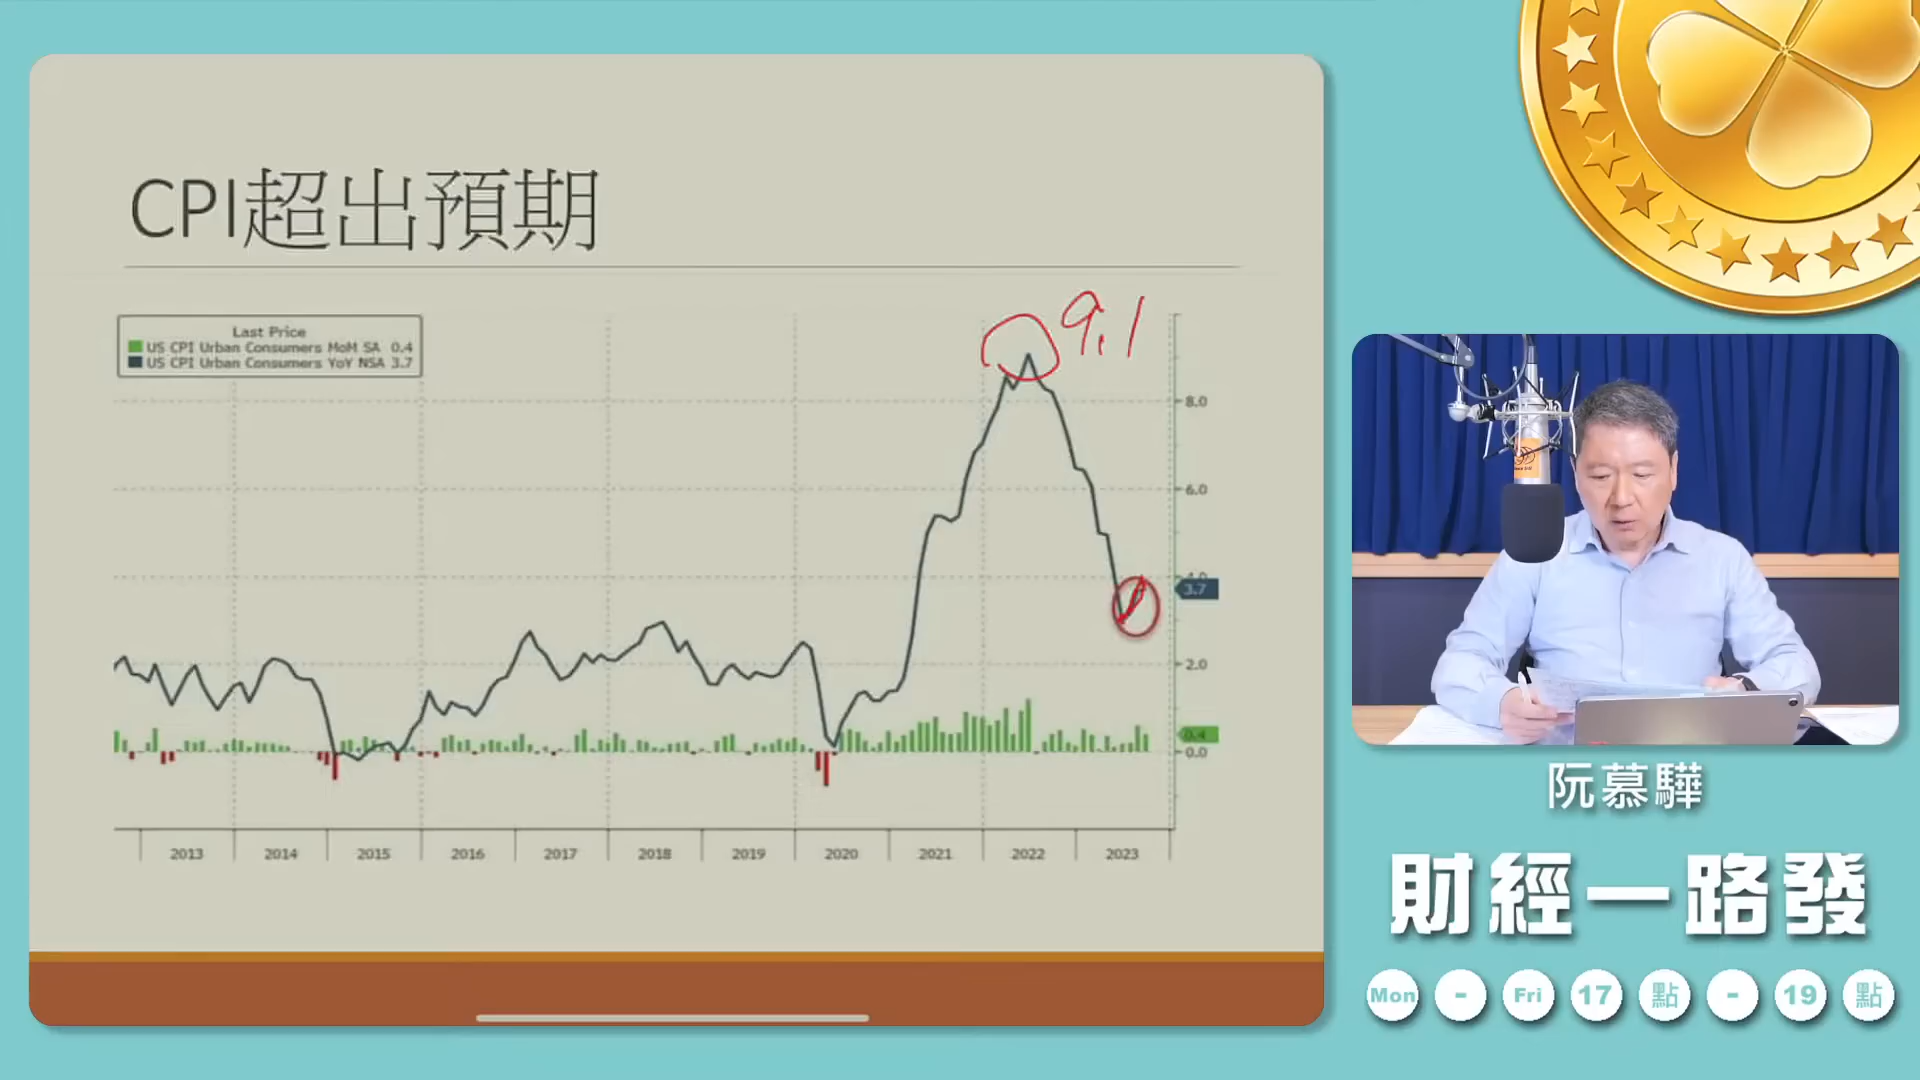 CPI超出預期
Last Price
US CPI Urban Consumers MoM SA 0.4
US CPI Urban Consumers YoY NSA 3.7
9.1
8.0
6.0
4.0
3.7
2.0
0.4
0.0
2013 2014 2015 2016 2017 2018 2019 2020 2021 2022 2023
阮慕驊
財經一路發
Mon - Fri 17 點 - 19 點